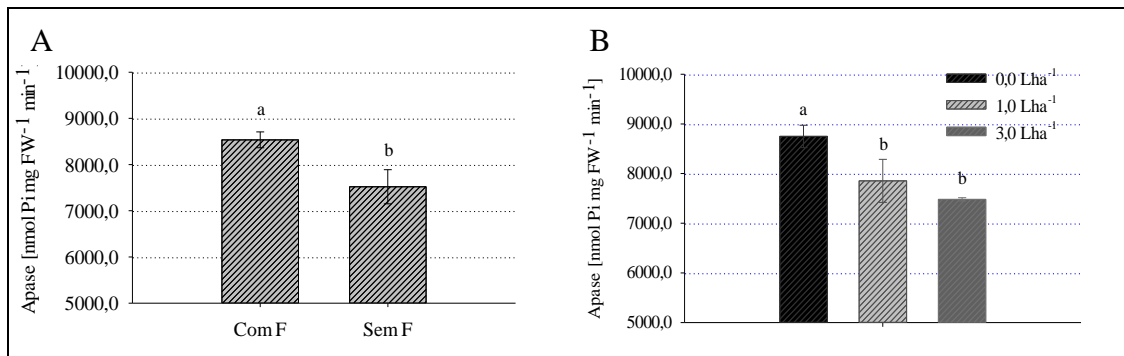 A
Apase [nmol Pi mg FW-1 min-1
10000,0
9000,0
8000,0
7000,0
6000,0
5000,0
a
b
Com F
Sem F
B
Apase [nmol Pi mg FW-1 min-1]
10000,0
9000,0
8000,0
7000,0
6000,0
5000,0
a
b
b
0,0 Lha-1
1,0 Lha-1
3,0 Lha-1